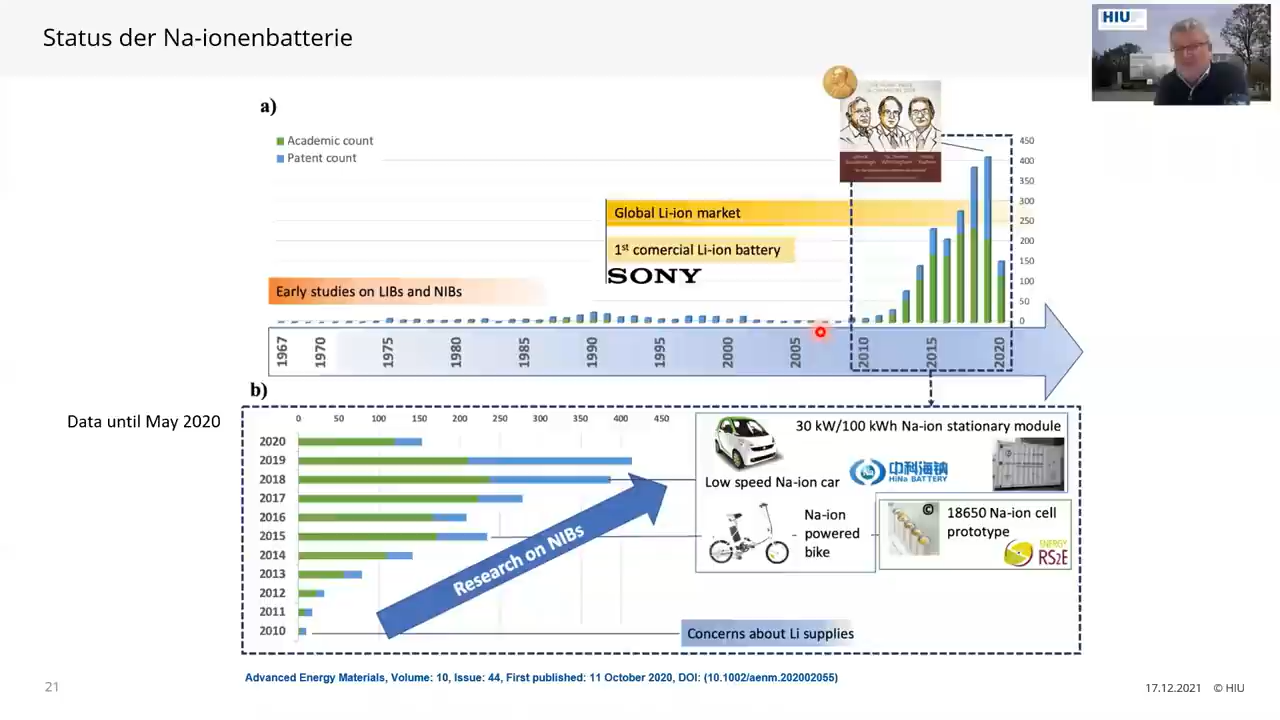 Status der Na-ionenbatterie
HIU
a)
Academic count
Patent count
450
400
350
300
250
200
150
100
50
0
Global Li-ion market
1st comercial Li-ion battery
SONY
Early studies on LIBs and NIBs
1967
1970
1975
1980
1985
1990
1995
2000
2005
2010
2015
2020
b)
Data until May 2020
0 50 100 150 200 250 300 350 400 450
2020
2019
2018
2017
2016
2015
2014
2013
2012
2011
2010
Research on NIBs
30 kW/100 kWh Na-ion stationary module
Low speed Na-ion car
中科海钠
HiNa BATTERY
Na-ion
powered
bike
©
18650 Na-ion cell
prototype
ENERGY
RS2E
Concerns about Li supplies
Advanced Energy Materials, Volume: 10, Issue: 44, First published: 11 October 2020, DOI: (10.1002/aenm.202002055)
21
17.12.2021 © HIU